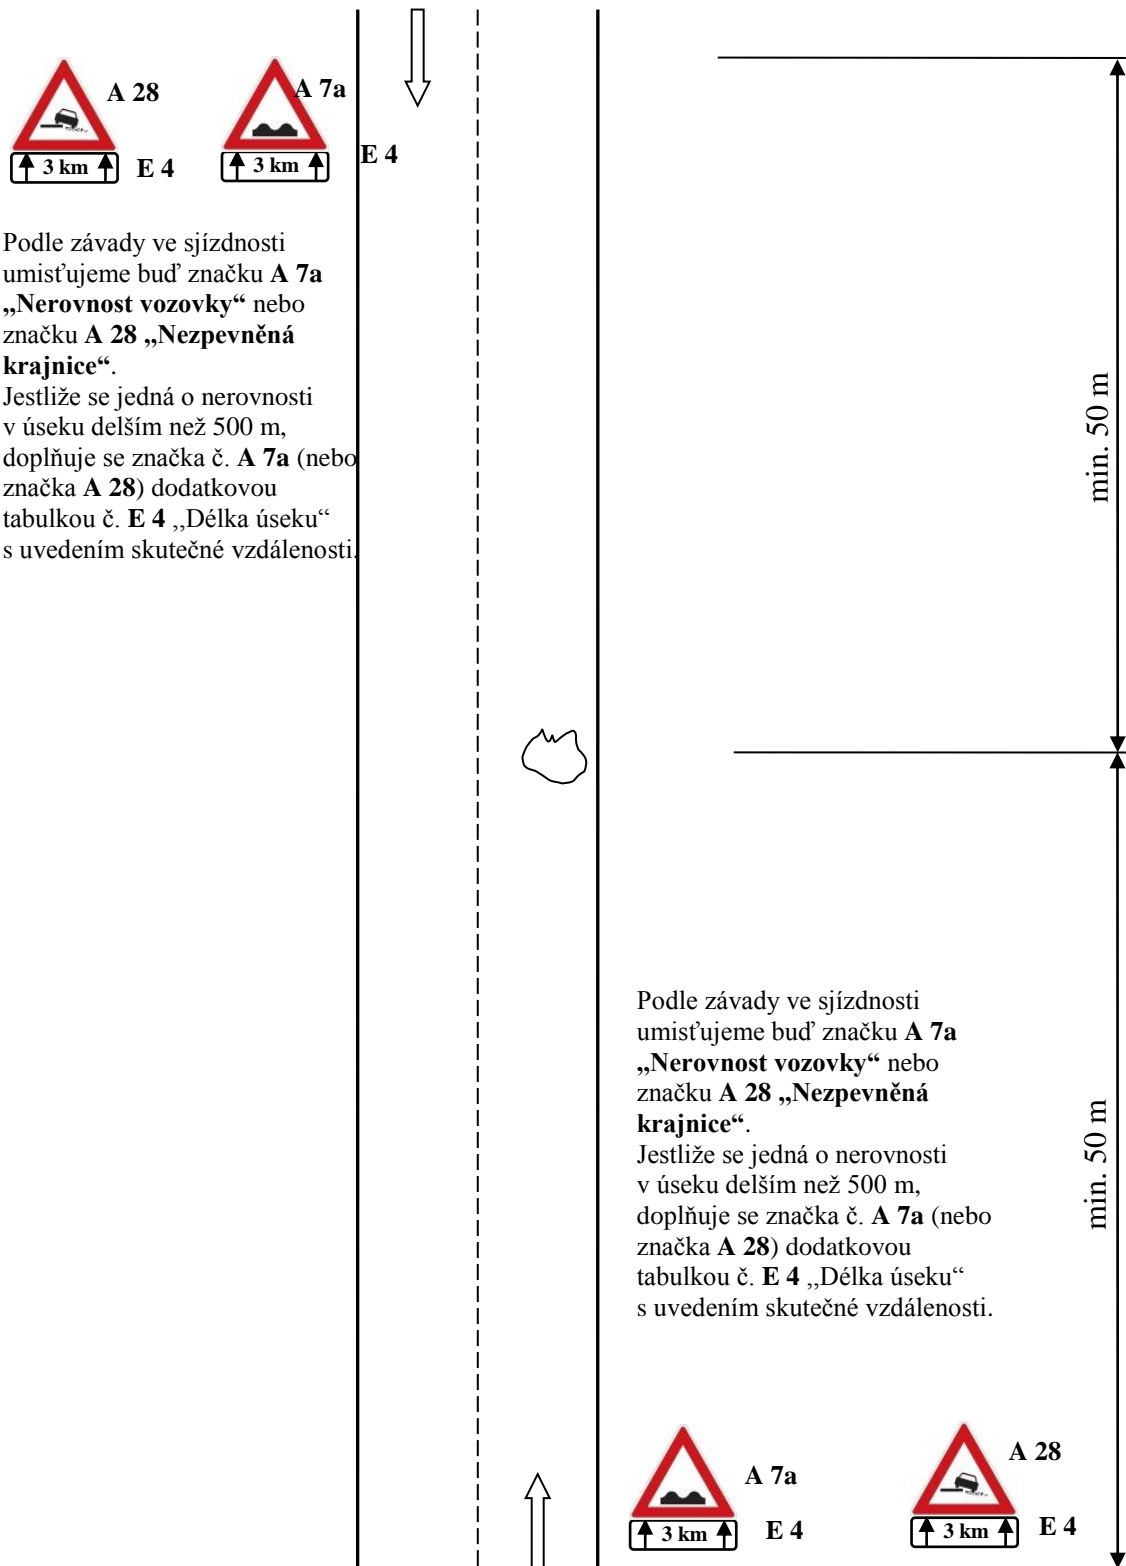 A 28
A 7a
3 km
E 4
3 km
E 4
Podle závady ve sjízdnosti
umisťujeme buď značku A 7a
„Nerovnost vozovky“ nebo
značku A 28 „Nezpevněná
krajnice“.
Jestliže se jedná o nerovnosti
v úseku delším než 500 m,
doplňuje se značka č. A 7a (nebo
značka A 28) dodatkovou
tabulkou č. E 4 ,,Délka úseku“
s uvedením skutečné vzdálenosti.
min. 50 m
Podle závady ve sjízdnosti
umisťujeme buď značku A 7a
„Nerovnost vozovky“ nebo
značku A 28 „Nezpevněná
krajnice“.
Jestliže se jedná o nerovnosti
v úseku delším než 500 m,
doplňuje se značka č. A 7a (nebo
značka A 28) dodatkovou
tabulkou č. E 4 ,,Délka úseku“
s uvedením skutečné vzdálenosti.
min. 50 m
A 7a
A 28
3 km
E 4
3 km
E 4